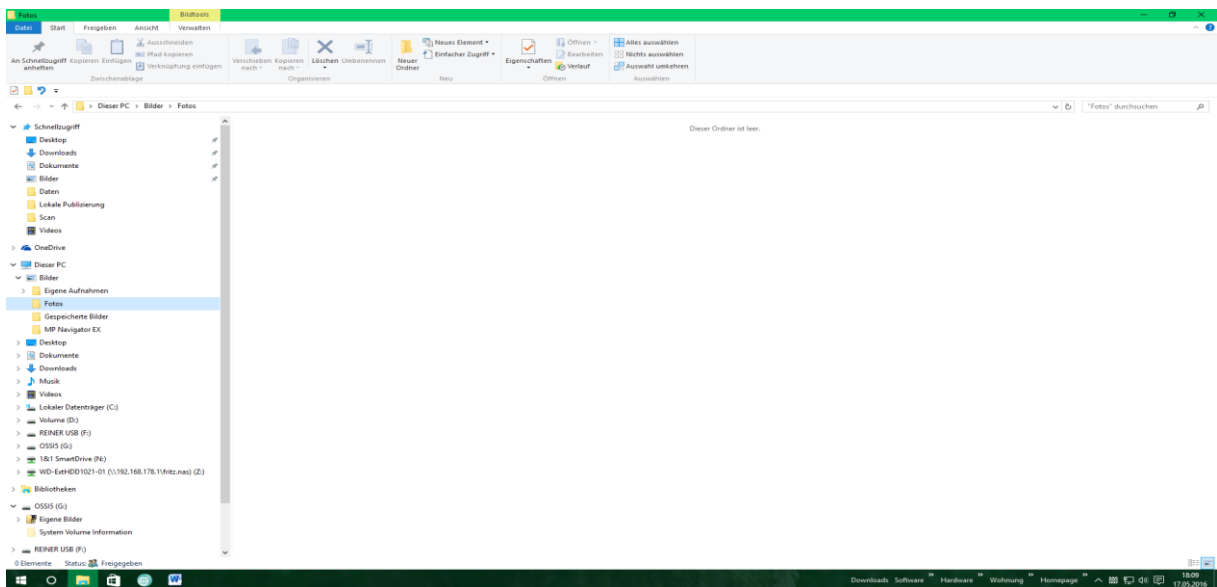 Fotos
Bildtools
Datei Start Freigeben Ansicht Verwalten
An Schnellzugriff anheften
Kopieren
Einfügen
Ausschneiden
Pfad kopieren
Verknüpfung einfügen
Zwischenablage
Verschieben nach
Kopieren nach
Löschen
Umbenennen
Organisieren
Neuer Ordner
Neues Element
Einfacher Zugriff
Neu
Eigenschaften
Öffnen
Bearbeiten
Verlauf
Öffnen
Alles auswählen
Nichts auswählen
Auswahl umkehren
Auswählen
Dieser PC > Bilder > Fotos
"Fotos" durchsuchen
Dieser Ordner ist leer.
Schnellzugriff
Desktop
Downloads
Dokumente
Bilder
Daten
Lokale Publizierung
Scan
Videos
OneDrive
Dieser PC
Bilder
Eigene Aufnahmen
Fotos
Gespeicherte Bilder
MP Navigator EX
Desktop
Dokumente
Downloads
Musik
Videos
Lokaler Datenträger (C:)
Volume (D:)
REINER USB (F:)
OSSI5 (G:)
1&1 SmartDrive (N:)
WD-ExtHDD1021-01 (\\192.168.178.1\fritz.nas) (Z:)
Bibliotheken
OSSI5 (G:)
Eigene Bilder
System Volume Information
REINER USB (F:)
0 Elemente Status: Freigegeben
Downloads Software » Hardware » Wohnung » Homepage »
18:09
17.05.2016